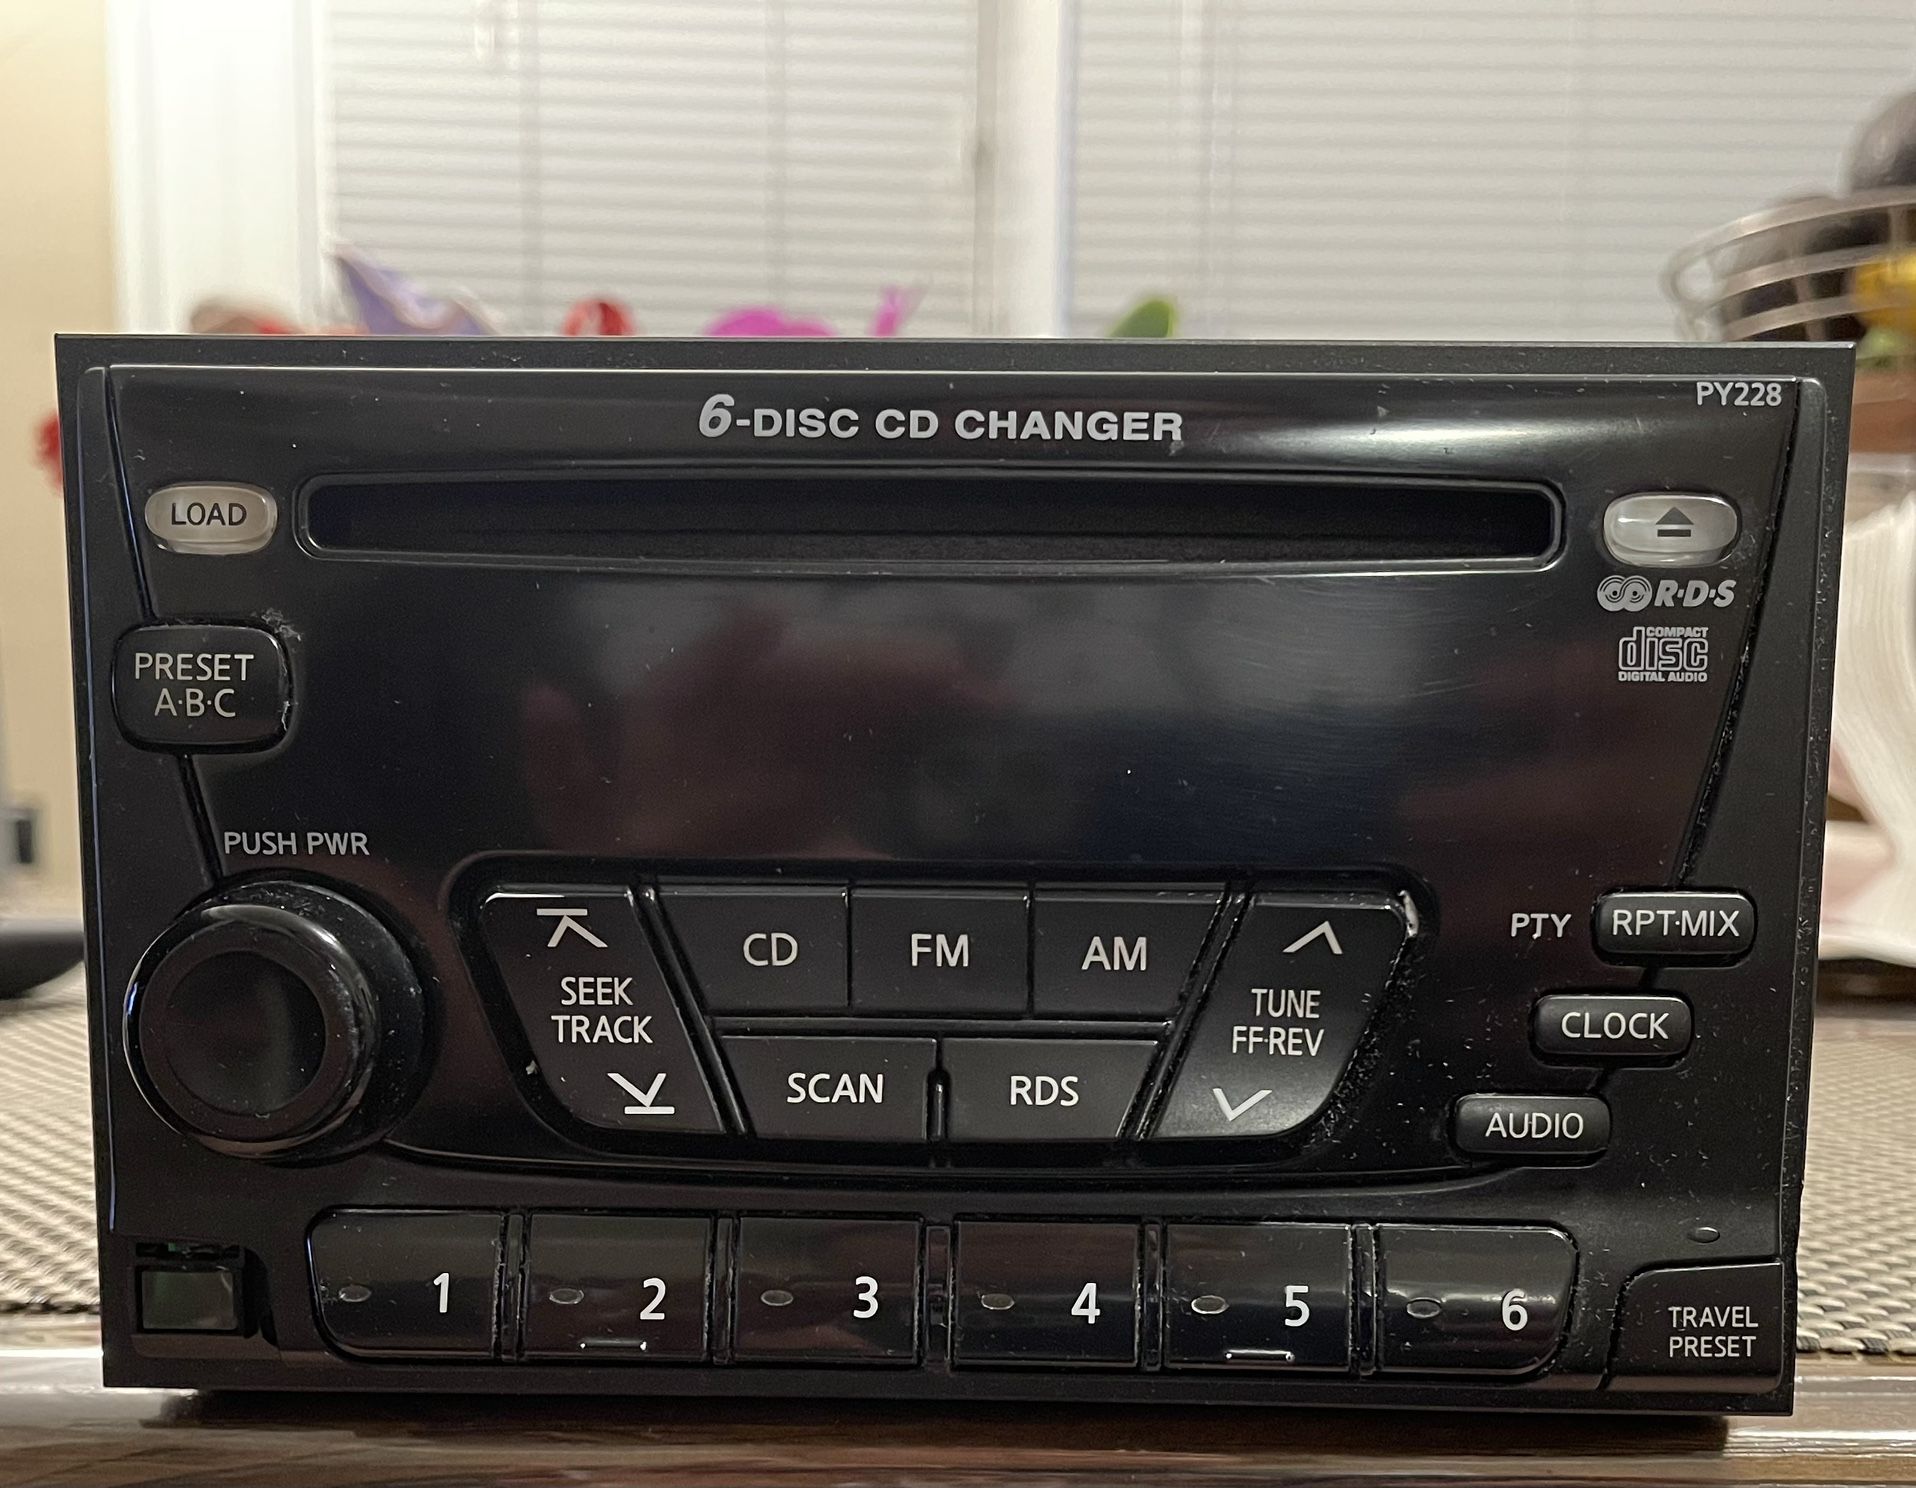 6-DISC CD CHANGER
PY228
LOAD
R·D·S
COMPACT
disc
DIGITAL AUDIO
PRESET
A·B·C
PUSH PWR
SEEK
TRACK
CD
FM
AM
TUNE
FF·REV
SCAN
RDS
PTY
RPT·MIX
CLOCK
AUDIO
1
2
3
4
5
6
TRAVEL
PRESET